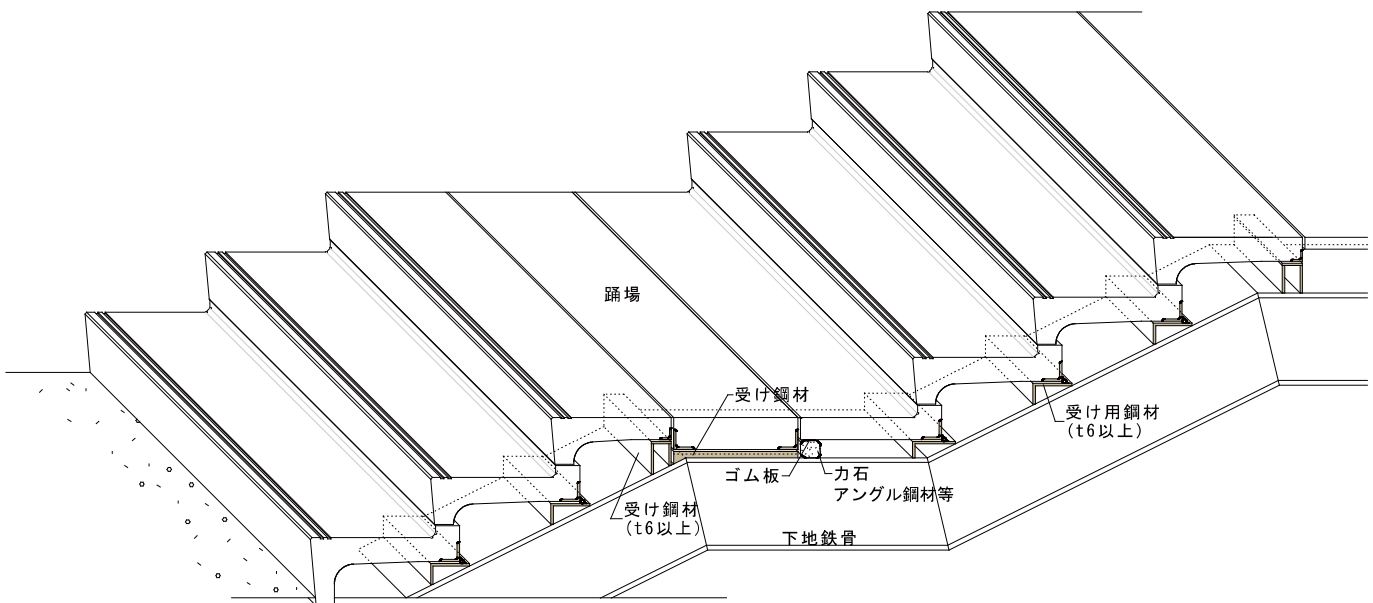 踊場
受け鋼材
受け用鋼材
(t6以上)
ゴム板
力石
アングル鋼材等
受け鋼材
(t6以上)
下地鉄骨